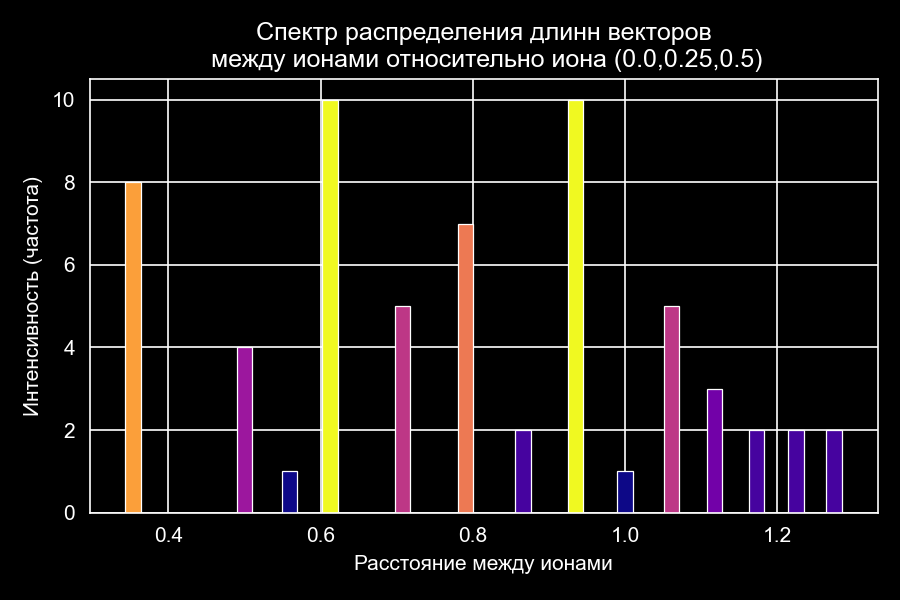 Спектр распределения длинн векторов
между ионами относительно иона (0.0,0.25,0.5)
Интенсивность (частота)
10
8
6
4
2
0
0.4 0.6 0.8 1.0 1.2
Расстояние между ионами